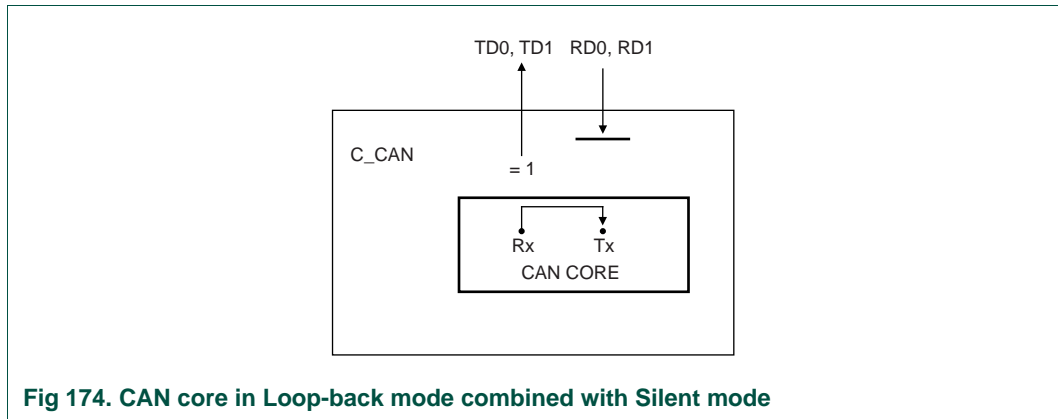 TD0, TD1 RD0, RD1
C_CAN
= 1
Rx Tx
CAN CORE
Fig 174. CAN core in Loop-back mode combined with Silent mode